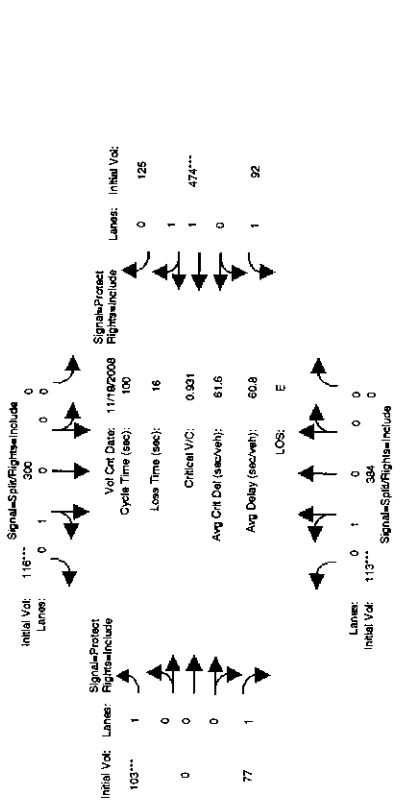 Signal=Split/Rights=Include
Initial Vol: 116*** 300 0
Lanes: 0 1 0 0 0
Signal=Protect
Rights=Include
Initial Vol: Lanes:
103*** 1
0
0 0
0
77 1
Vol Cnt Date: 11/18/2008
Cycle Time (sec): 100
Loss Time (sec): 16
Critical V/C: 0.931
Avg Crit Del (sec/veh): 61.6
Avg Delay (sec/veh): 60.8
LOS: E
Signal=Protect
Rights=Include
Lanes: Initial Vol:
0 125
1
1 474***
0
1 92
Lanes: 0 1 0 0 0
Initial Vol: 113*** 384 0
Signal=Split/Rights=Include